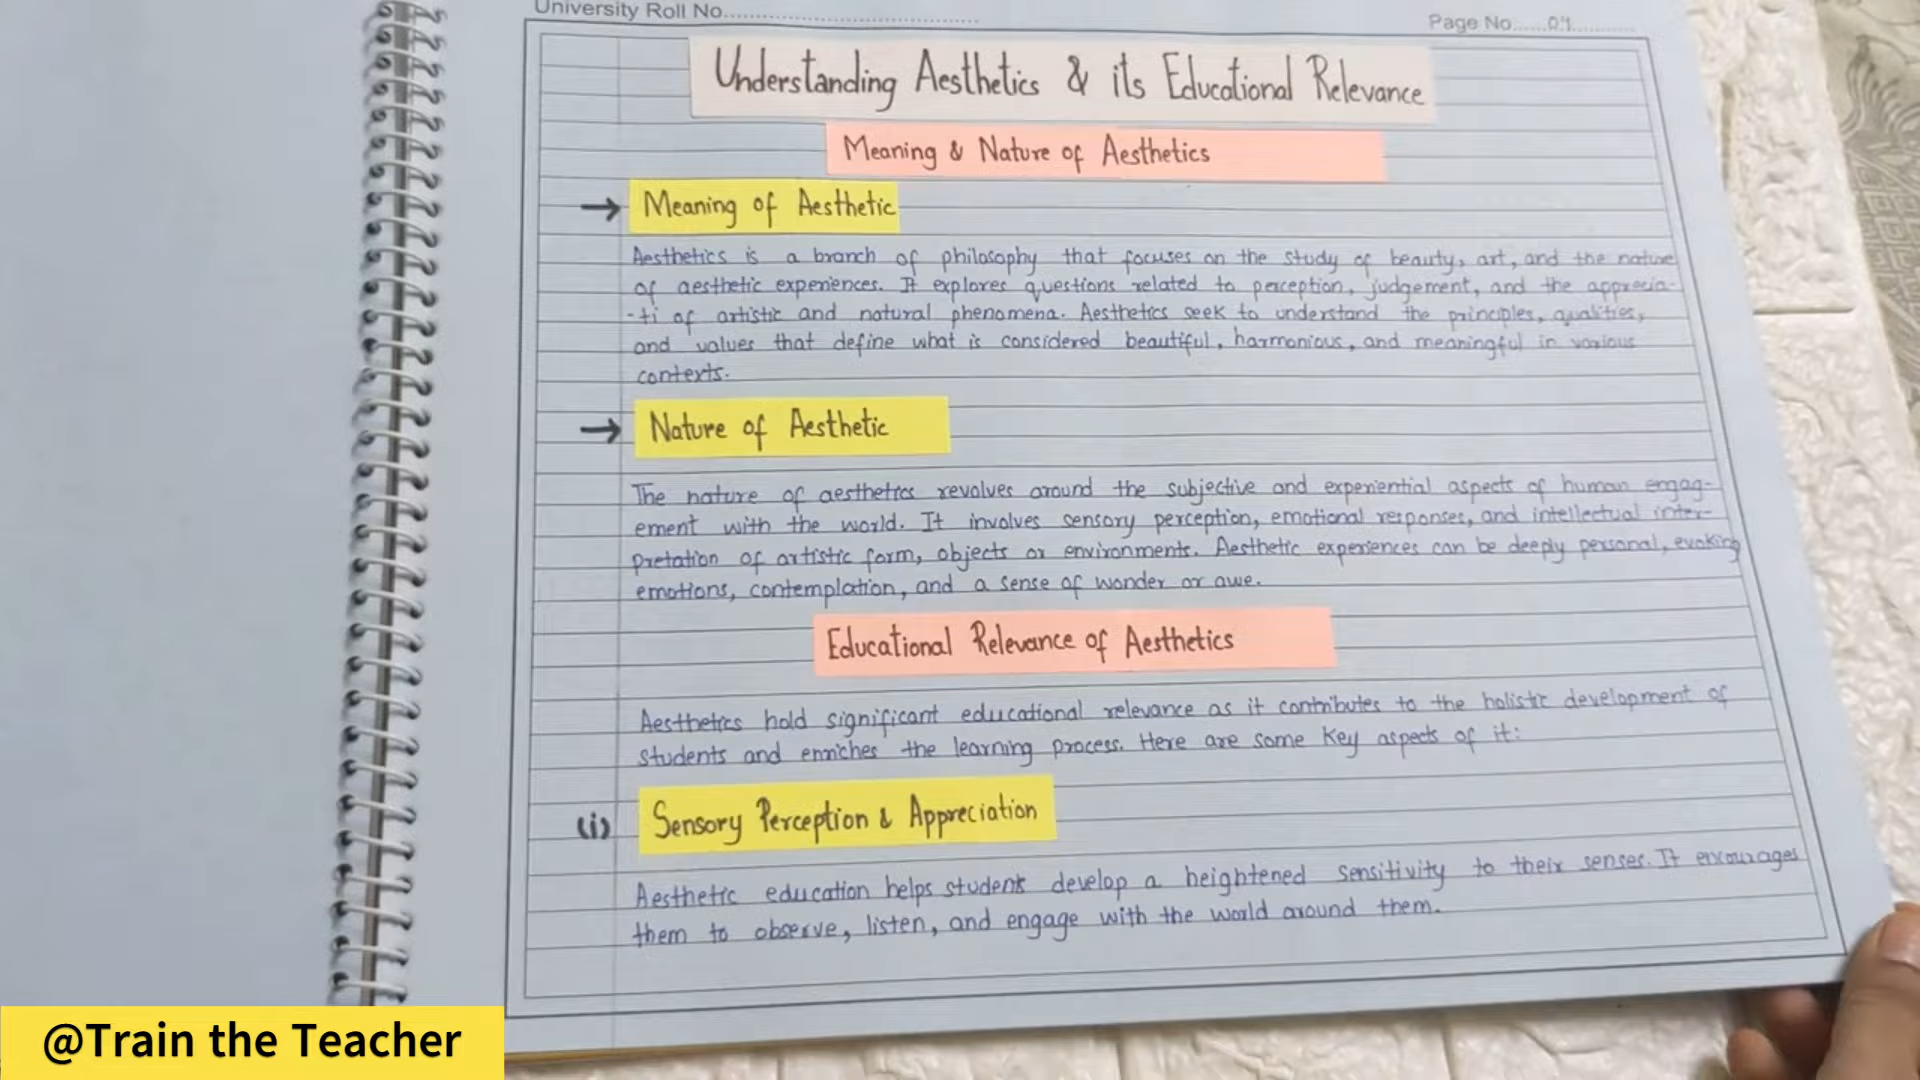 University Roll No..............................................
Page No......01............
Understanding Aesthetics & its Educational Relevance
Meaning & Nature of Aesthetics
→ Meaning of Aesthetic
Aesthetics is a branch of philosophy that focuses on the study of beauty, art, and the nature
of aesthetic experiences. It explores questions related to perception, judgement, and the apprecia-
-ti of artistic and natural phenomena. Aesthetics seek to understand the principles, qualities,
and values that define what is considered beautiful, harmonious, and meaningful in various
contexts.
→ Nature of Aesthetic
The nature of aesthetics revolves around the subjective and experiential aspects of human engag-
ement with the world. It involves sensory perception, emotional responses, and intellectual inter-
pretation of artistic form, objects or environments. Aesthetic experiences can be deeply personal, evoking
emotions, contemplation, and a sense of wonder or awe.
Educational Relevance of Aesthetics
Aesthetics hold significant educational relevance as it contributes to the holistic development of
students and enriches the learning process. Here are some key aspects of it:
(i) Sensory Perception & Appreciation
Aesthetic education helps students develop a heightened sensitivity to their senses. It encourages
them to observe, listen, and engage with the world around them.
@Train the Teacher